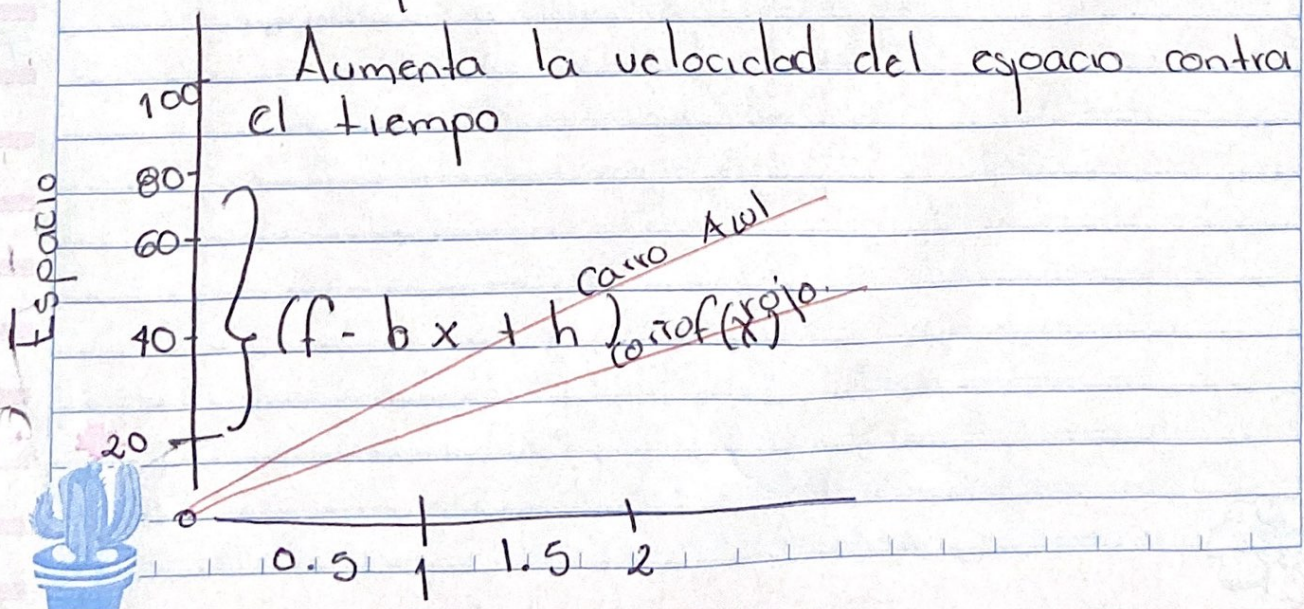 Aumenta la velocidad del espacio contra
el tiempo
Espacio
100
80
60
40
20
0
(f - b x + h) f(x)
carro Azul
carro rojo.
0.5 1 1.5 2